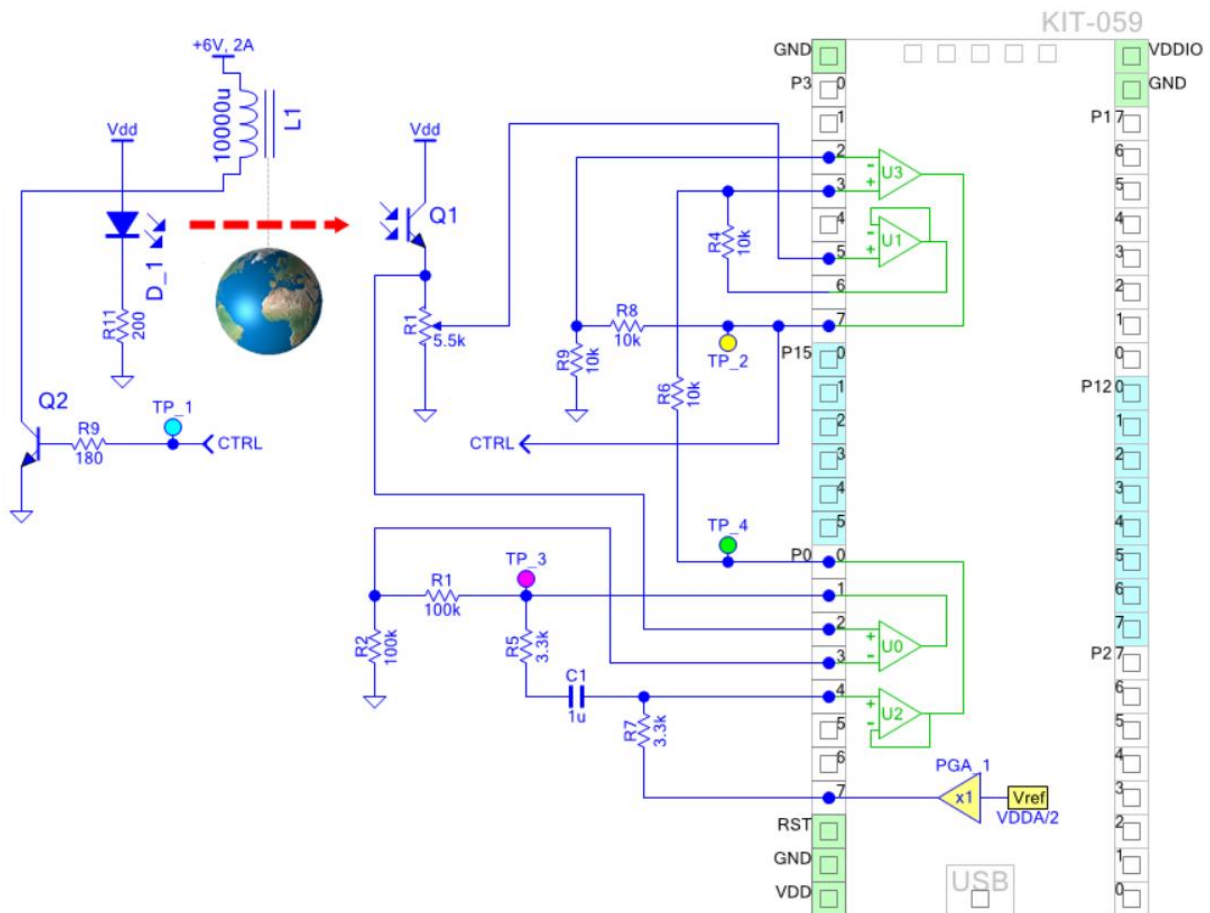 KIT-059
+6V, 2A
10000u
L1
Vdd
D_1
R11
200
Q2
R9
180
TP_1
CTRL
Vdd
Q1
R1
5.5k
R4
10k
R8
10k
R9
10k
TP_2
R6
10k
CTRL
TP_4
TP_3
R1
100k
R2
100k
R5
3.3k
C1
1u
R7
3.3k
GND
P3 0
1
2
3
4
5
6
7
P15 0
1
2
3
4
5
P0 0
1
2
3
4
5
6
7
RST
GND
VDD
- U3
+
- U1
+
+ U0
-
+ U2
-
PGA_1
x1
Vref
VDDA/2
USB
VDDIO
GND
P1 7
6
5
4
3
2
1
0
P12 0
1
2
3
4
5
6
7
P2 7
6
5
4
3
2
1
0